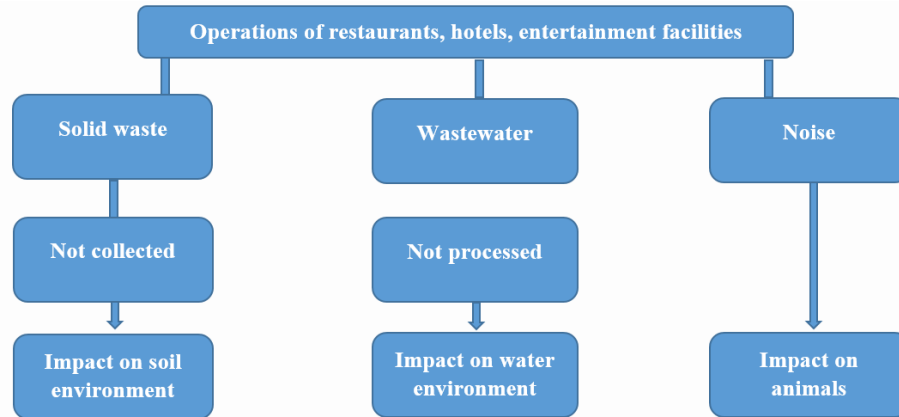 Operations of restaurants, hotels, entertainment facilities
Solid waste
Wastewater
Noise
Not collected
Not processed
Impact on soil
environment
Impact on water
environment
Impact on
animals